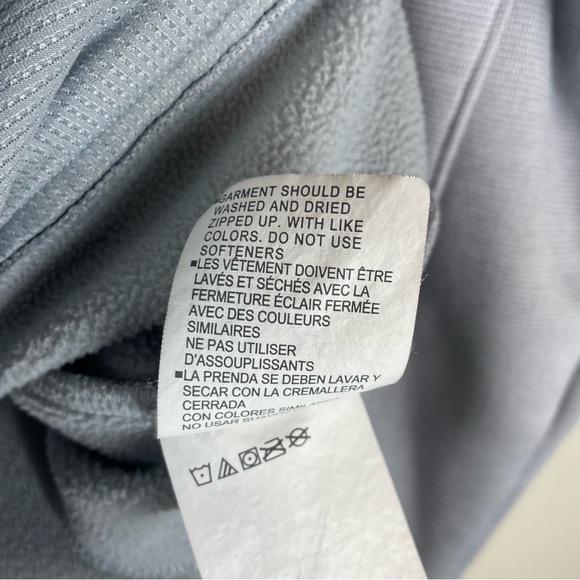 GARMENT SHOULD BE
WASHED AND DRIED
ZIPPED UP. WITH LIKE
COLORS. DO NOT USE
SOFTENERS
▪LES VÊTEMENT DOIVENT ÊTRE
LAVÉS ET SÉCHÉS AVEC LA
FERMETURE ÉCLAIR FERMÉE
AVEC DES COULEURS
SIMILAIRES
NE PAS UTILISER
D'ASSOUPLISSANTS
▪LA PRENDA SE DEBEN LAVAR Y
SECAR CON LA CREMALLERA
CERRADA
CON COLORES
NO USAR